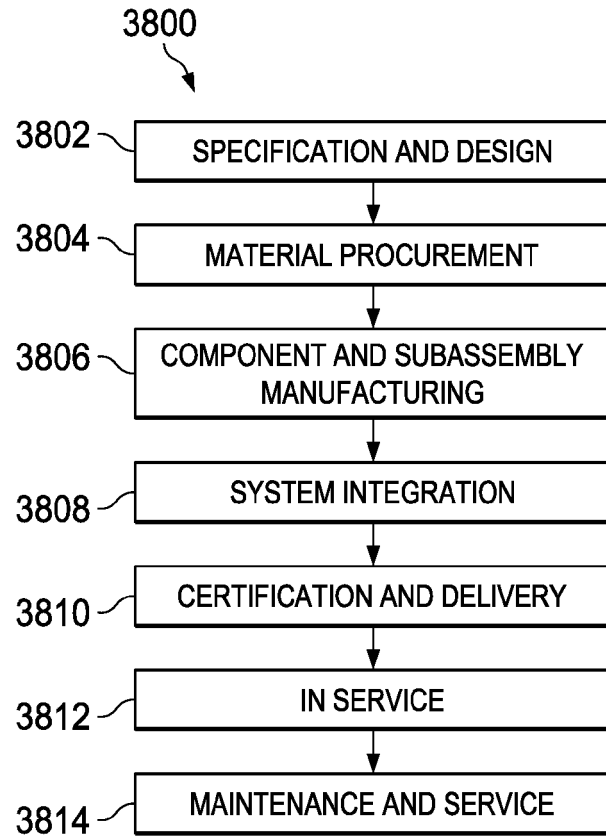 3800
3802
SPECIFICATION AND DESIGN
3804
MATERIAL PROCUREMENT
3806
COMPONENT AND SUBASSEMBLY
MANUFACTURING
3808
SYSTEM INTEGRATION
3810
CERTIFICATION AND DELIVERY
3812
IN SERVICE
3814
MAINTENANCE AND SERVICE